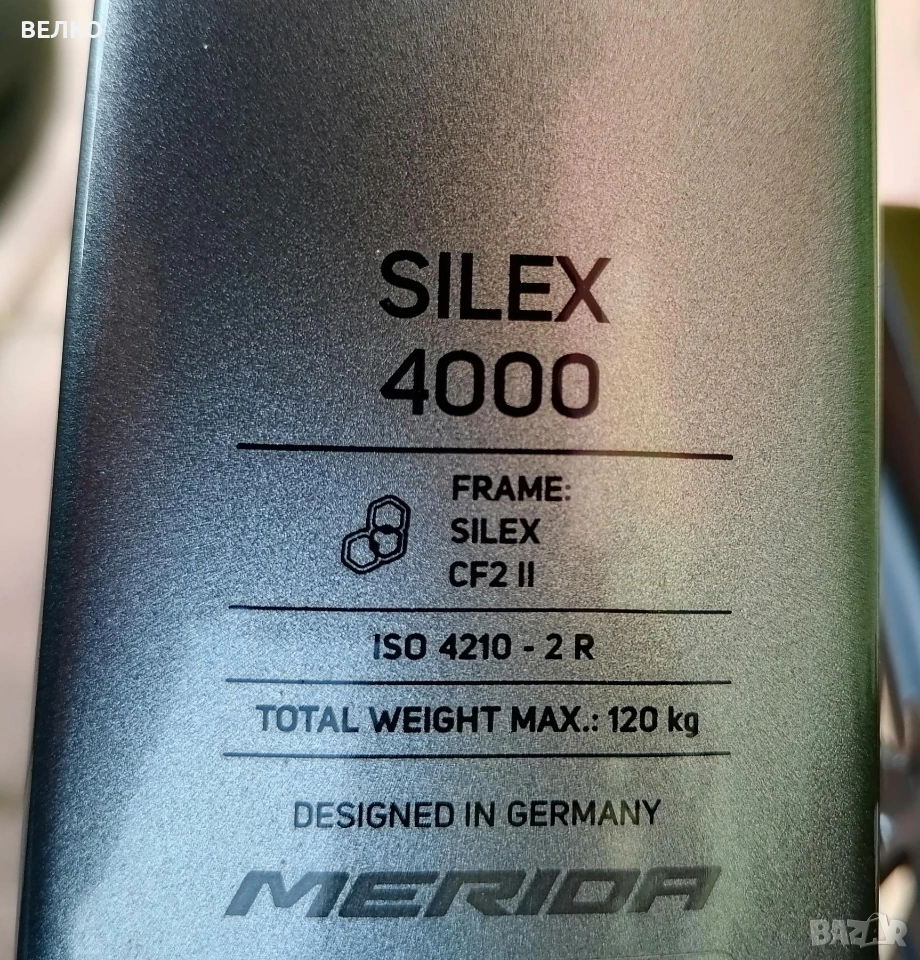 ВЕЛКО
SILEX
4000
FRAME:
SILEX
CF2 II
ISO 4210 - 2 R
TOTAL WEIGHT MAX.: 120 kg
DESIGNED IN GERMANY
MERIDA
BAZAR